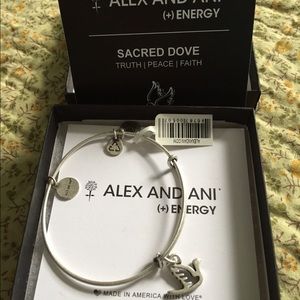 ALEX AND ANI
(+) ENERGY
SACRED DOVE
TRUTH | PEACE | FAITH
ALEX AND ANI
(+) ENERGY
MADE IN AMERICA WITH LOVE®